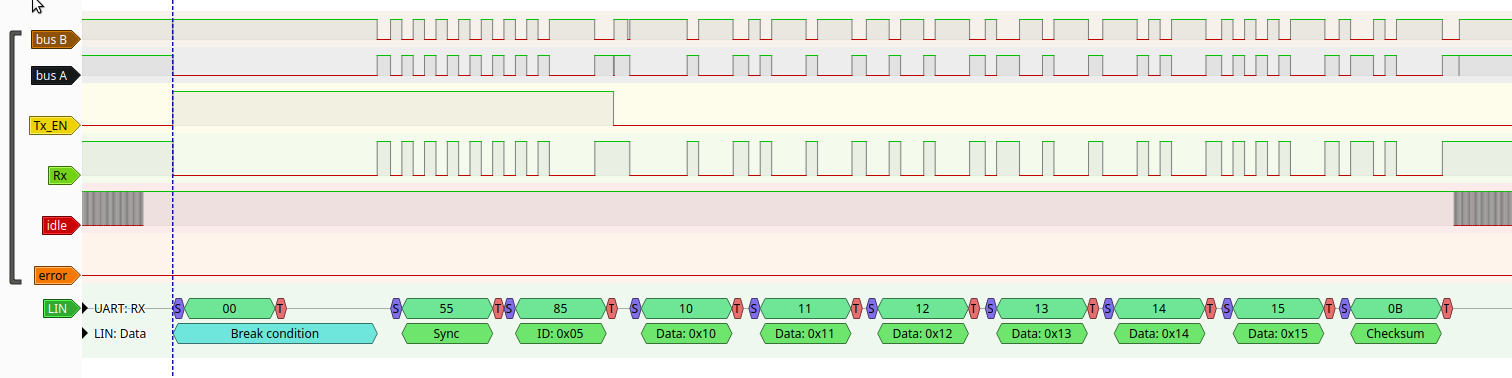 bus B
bus A
Tx_EN
Rx
idle
error
LIN UART: RX S 00 T S 55 T S 85 T S 10 T S 11 T S 12 T S 13 T S 14 T S 15 T S 0B T
LIN: Data Break condition Sync ID: 0x05 Data: 0x10 Data: 0x11 Data: 0x12 Data: 0x13 Data: 0x14 Data: 0x15 Checksum